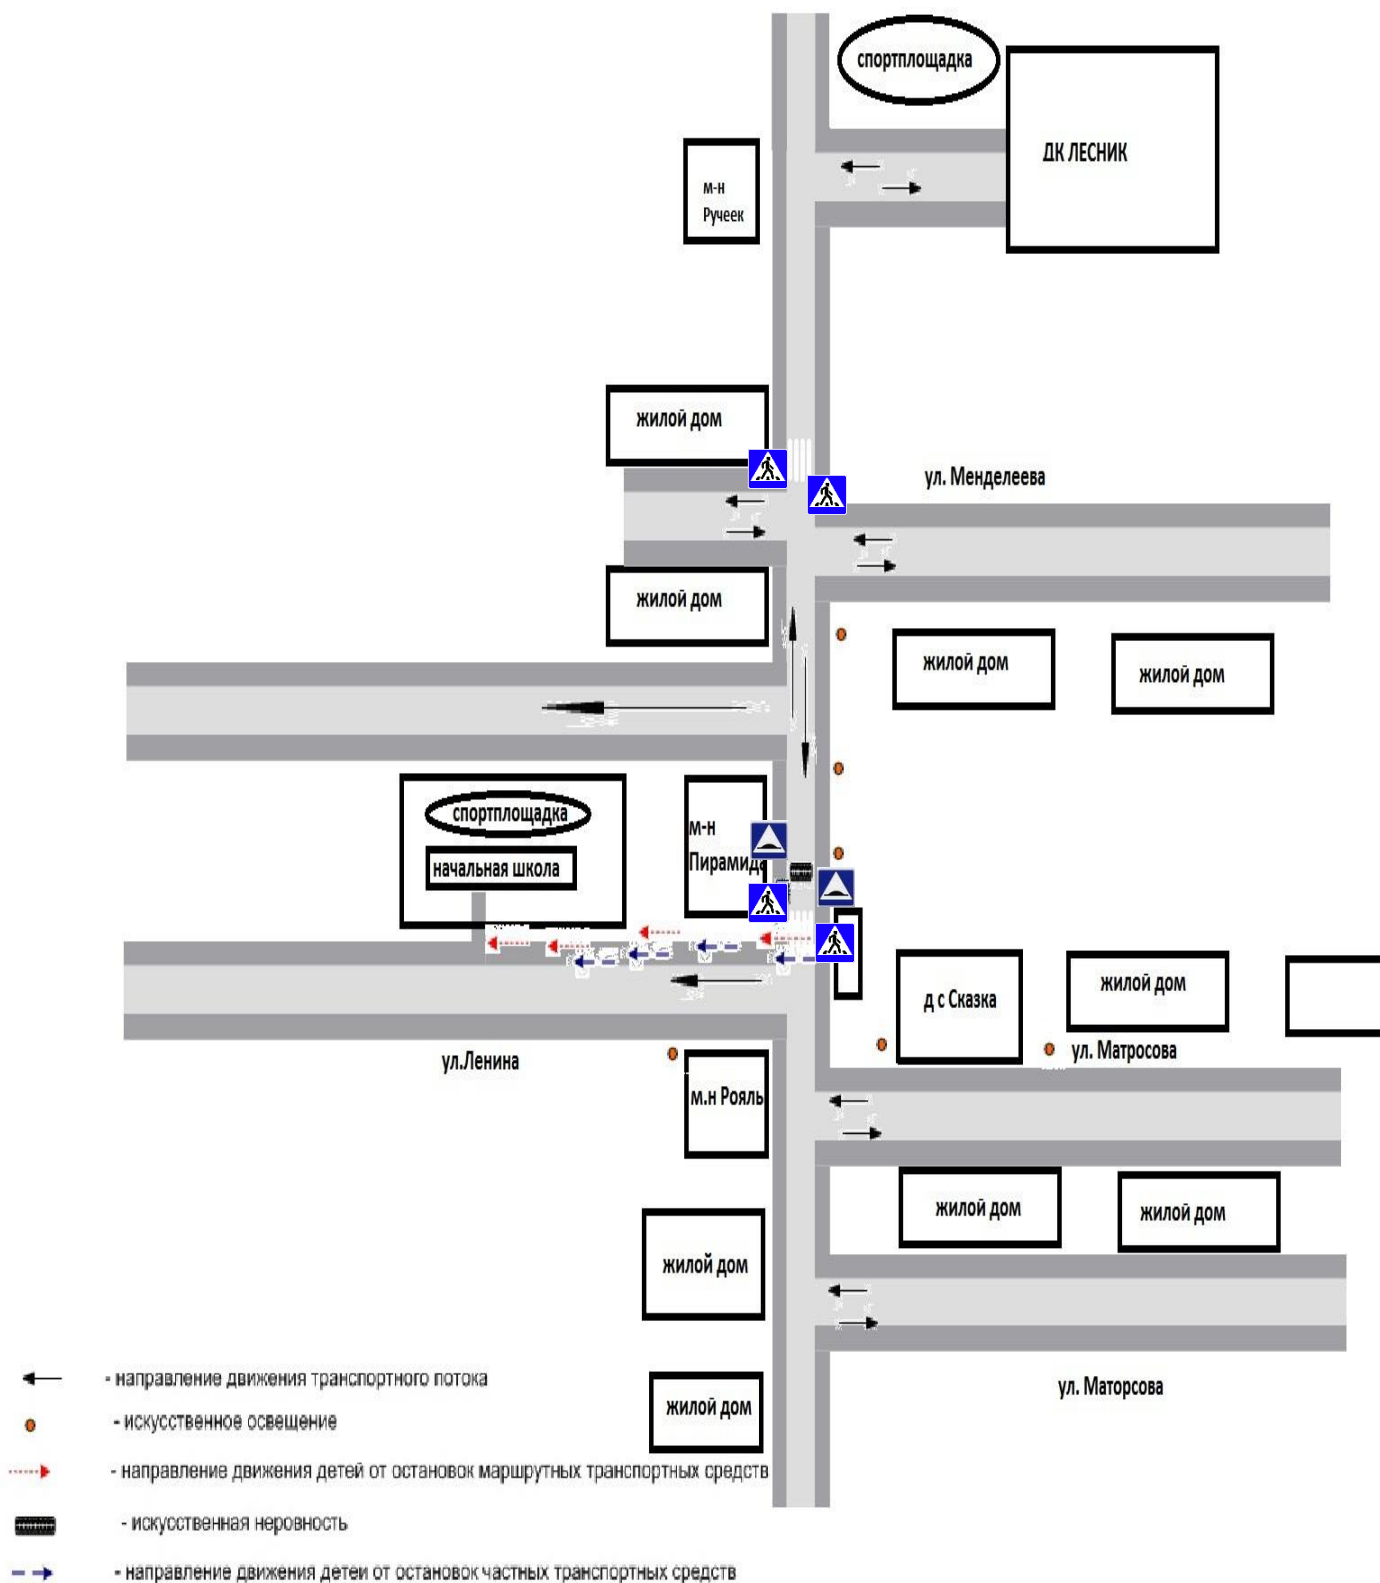 спортплощадка
ДК ЛЕСНИК
м-н
Ручеек
жилой дом
ул. Менделеева
жилой дом
жилой дом
жилой дом
спортплощадка
начальная школа
м-н
Пирамида
д с Сказка
жилой дом
ул. Матросова
ул.Ленина
м.н Рояль
жилой дом
жилой дом
жилой дом
жилой дом
ул. Маторсова
- направление движения транспортного потока
- искусственное освещение
- направление движения детей от остановок маршрутных транспортных средств
- искусственная неровность
- направление движения детей от остановок частных транспортных средств